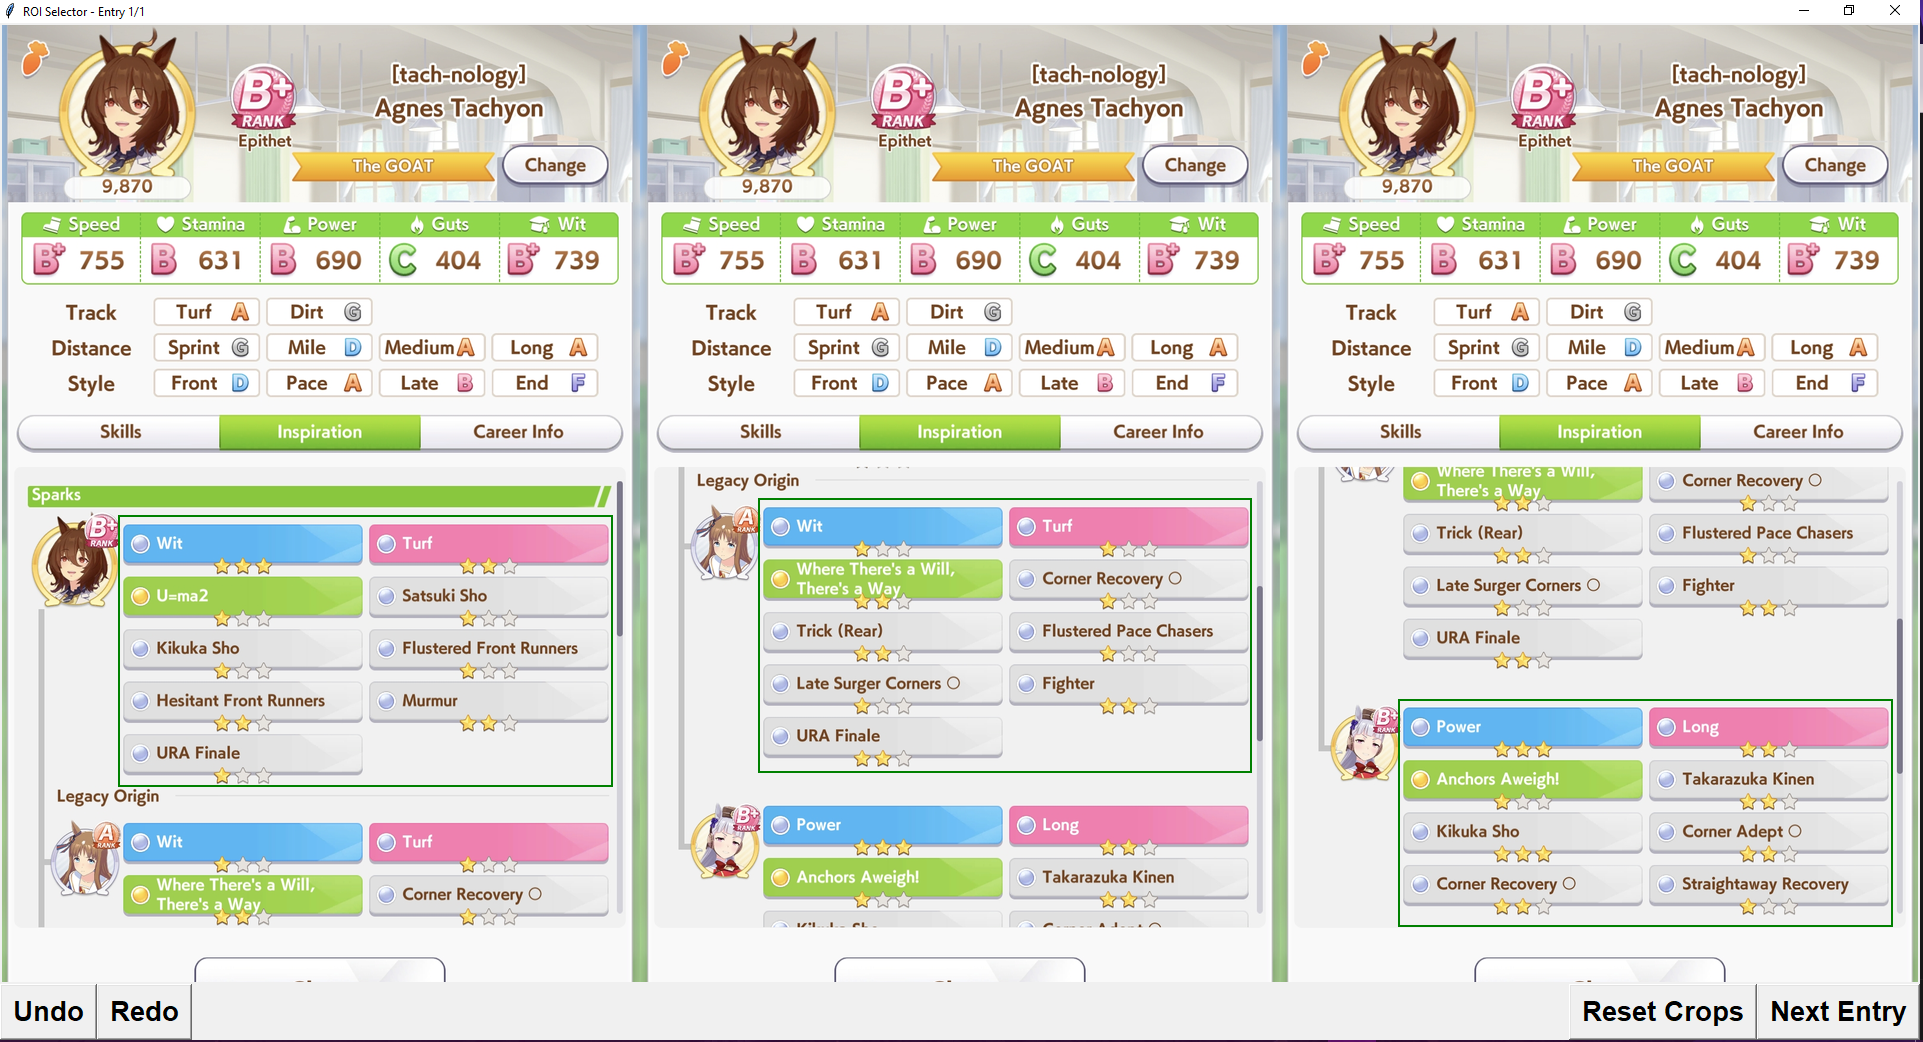 ROI Selector - Entry 1/1
B+
RANK
[tach-nology]
Agnes Tachyon
Epithet
The GOAT
Change
9,870
Speed Stamina Power Guts Wit
B+ 755 B 631 B 690 C 404 B+ 739
Track Turf A Dirt G
Distance Sprint G Mile D Medium A Long A
Style Front D Pace A Late B End F
Skills Inspiration Career Info
Sparks
B+
RANK
Wit Turf
U=ma2 Satsuki Sho
Kikuka Sho Flustered Front Runners
Hesitant Front Runners Murmur
URA Finale
Legacy Origin
A
RANK
Wit Turf
Where There's a Will,
There's a Way
Corner Recovery ○
B+
RANK
[tach-nology]
Agnes Tachyon
Epithet
The GOAT
Change
9,870
Speed Stamina Power Guts Wit
B+ 755 B 631 B 690 C 404 B+ 739
Track Turf A Dirt G
Distance Sprint G Mile D Medium A Long A
Style Front D Pace A Late B End F
Skills Inspiration Career Info
Legacy Origin
A
RANK
Wit Turf
Where There's a Will,
There's a Way
Corner Recovery ○
Trick (Rear) Flustered Pace Chasers
Late Surger Corners ○ Fighter
URA Finale
B+
RANK
Power Long
Anchors Aweigh! Takarazuka Kinen
Kikuka Sho Corner Adept ○
B+
RANK
[tach-nology]
Agnes Tachyon
Epithet
The GOAT
Change
9,870
Speed Stamina Power Guts Wit
B+ 755 B 631 B 690 C 404 B+ 739
Track Turf A Dirt G
Distance Sprint G Mile D Medium A Long A
Style Front D Pace A Late B End F
Skills Inspiration Career Info
Where There's a Will,
There's a Way
Corner Recovery ○
Trick (Rear) Flustered Pace Chasers
Late Surger Corners ○ Fighter
URA Finale
B+
RANK
Power Long
Anchors Aweigh! Takarazuka Kinen
Kikuka Sho Corner Adept ○
Corner Recovery ○ Straightaway Recovery
Undo Redo Reset Crops Next Entry